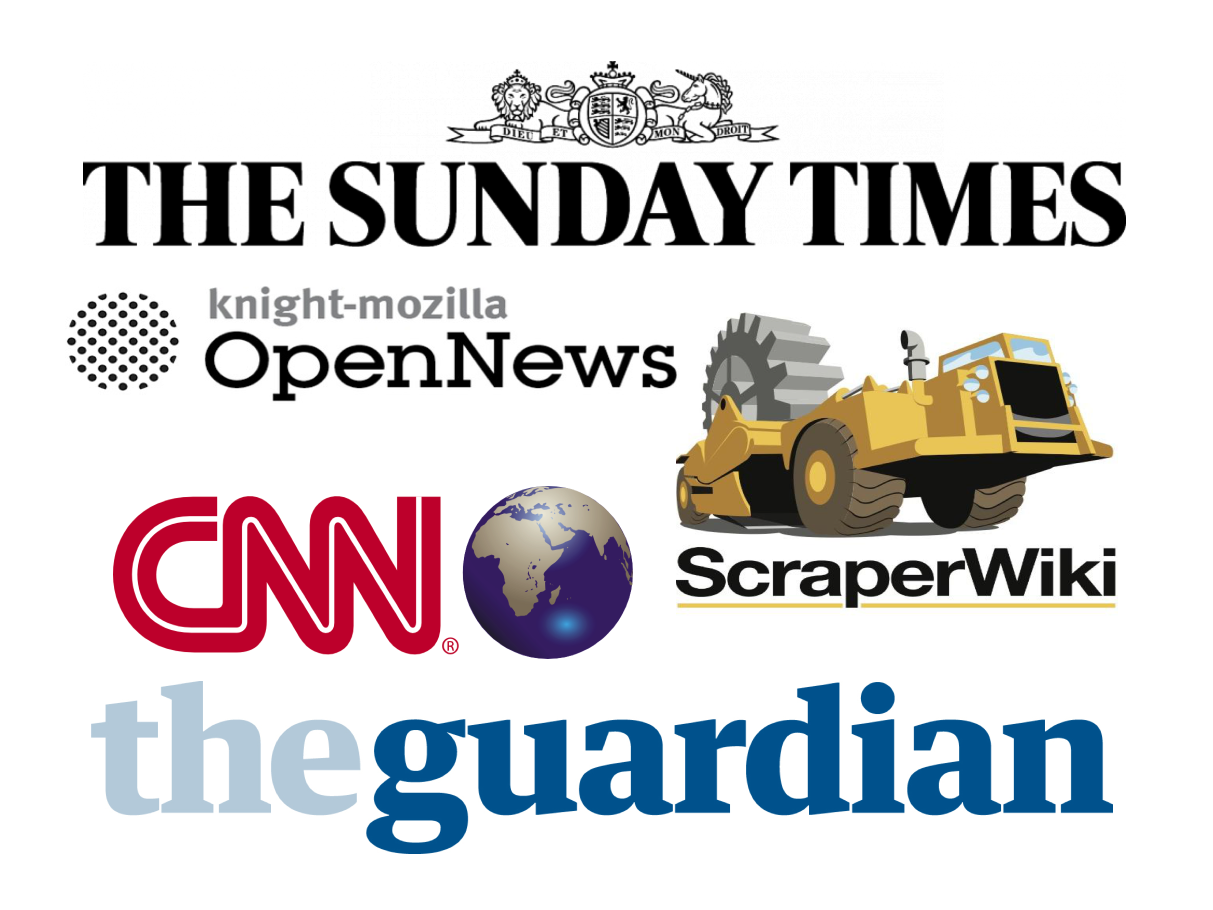 DIEU ET MON DROIT
THE SUNDAY TIMES
knight-mozilla
OpenNews
CNN®
ScraperWiki
theguardian